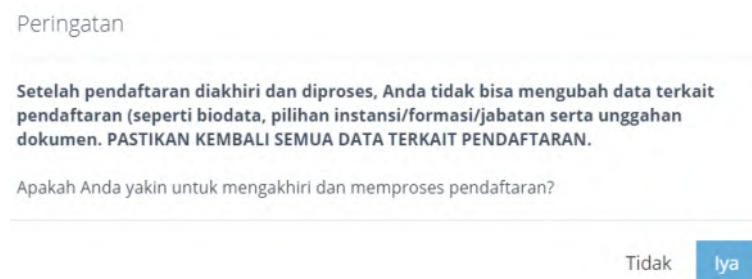 Peringatan
Setelah pendaftaran diakhiri dan diproses, Anda tidak bisa mengubah data terkait
pendaftaran (seperti biodata, pilihan instansi/formasi/jabatan serta unggahan
dokumen. PASTIKAN KEMBALI SEMUA DATA TERKAIT PENDAFTARAN.
Apakah Anda yakin untuk mengakhiri dan memproses pendaftaran?
Tidak Iya